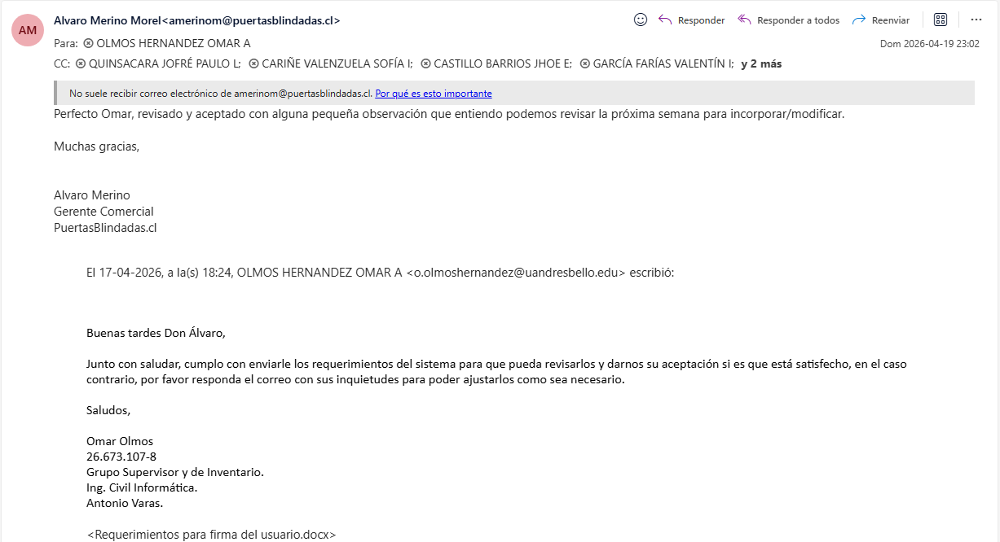 AM
Alvaro Merino Morel<amerinom@puertasblindadas.cl>
Responder
Responder a todos
Reenviar
Para: OLMOS HERNANDEZ OMAR A
Dom 2026-04-19 23:02
CC: QUINSACARA JOFRÉ PAULO L; CARIÑE VALENZUELA SOFÍA I; CASTILLO BARRIOS JHOE E; GARCÍA FARÍAS VALENTÍN I; y 2 más
No suele recibir correo electrónico de amerinom@puertasblindadas.cl. Por qué es esto importante
Perfecto Omar, revisado y aceptado con alguna pequeña observación que entiendo podemos revisar la próxima semana para incorporar/modificar.
Muchas gracias,
Alvaro Merino
Gerente Comercial
PuertasBlindadas.cl
El 17-04-2026, a la(s) 18:24, OLMOS HERNANDEZ OMAR A <o.olmoshernandez@uandresbello.edu> escribió:
Buenas tardes Don Álvaro,
Junto con saludar, cumplo con enviarle los requerimientos del sistema para que pueda revisarlos y darnos su aceptación si es que está satisfecho, en el caso
contrario, por favor responda el correo con sus inquietudes para poder ajustarlos como sea necesario.
Saludos,
Omar Olmos
26.673.107-8
Grupo Supervisor y de Inventario.
Ing. Civil Informática.
Antonio Varas.
<Requerimientos para firma del usuario.docx>